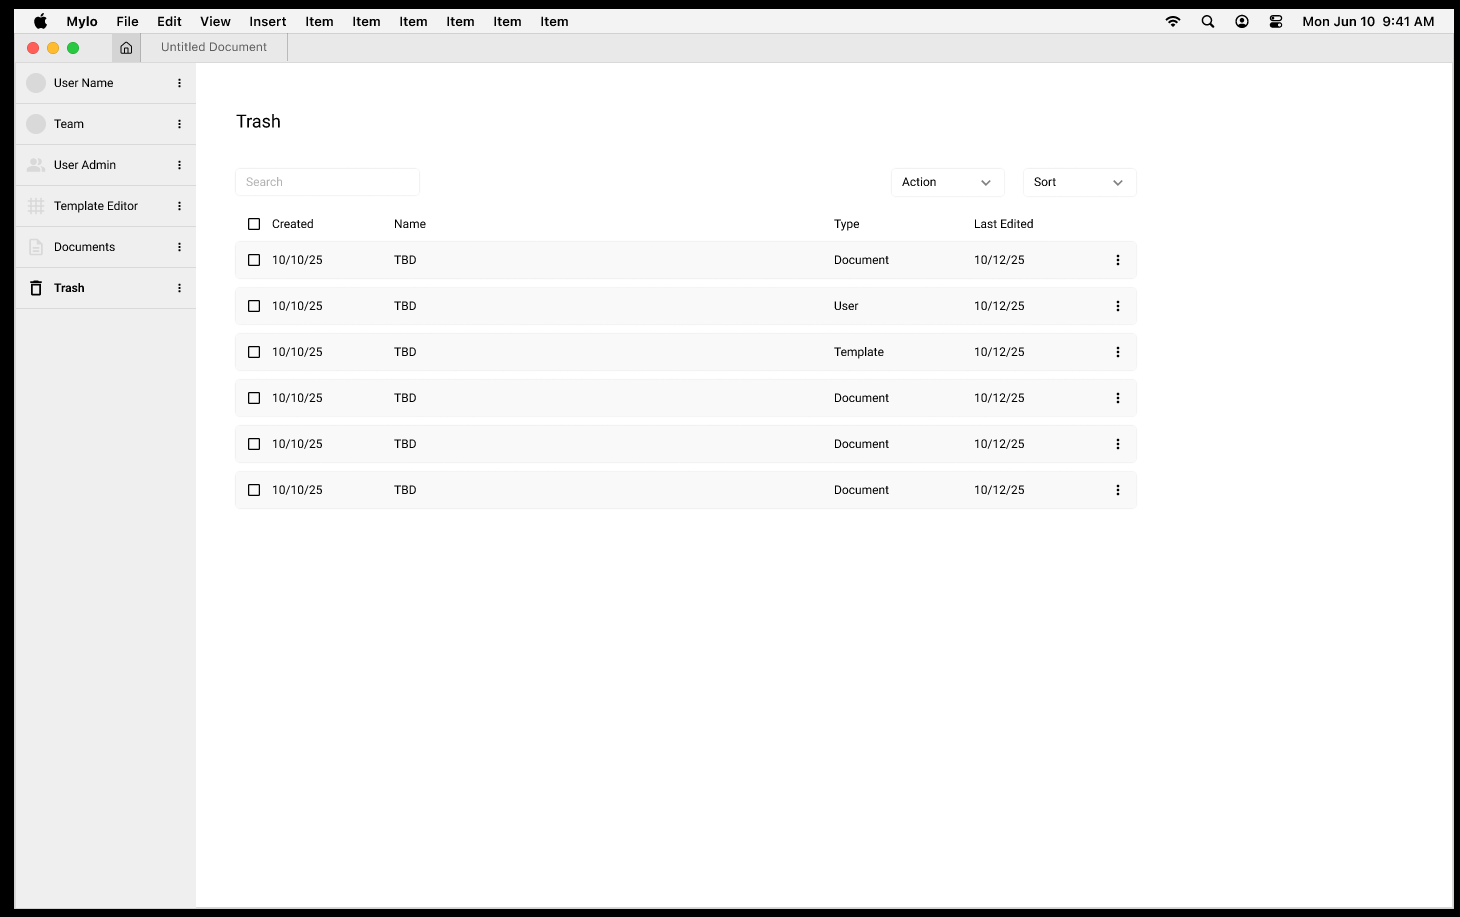 Mylo File Edit View Insert Item Item Item Item Item Item Mon Jun 10 9:41 AM
Untitled Document
User Name
Team
User Admin
Template Editor
Documents
Trash
Trash
Search Action Sort
Created Name Type Last Edited
10/10/25 TBD Document 10/12/25
10/10/25 TBD User 10/12/25
10/10/25 TBD Template 10/12/25
10/10/25 TBD Document 10/12/25
10/10/25 TBD Document 10/12/25
10/10/25 TBD Document 10/12/25